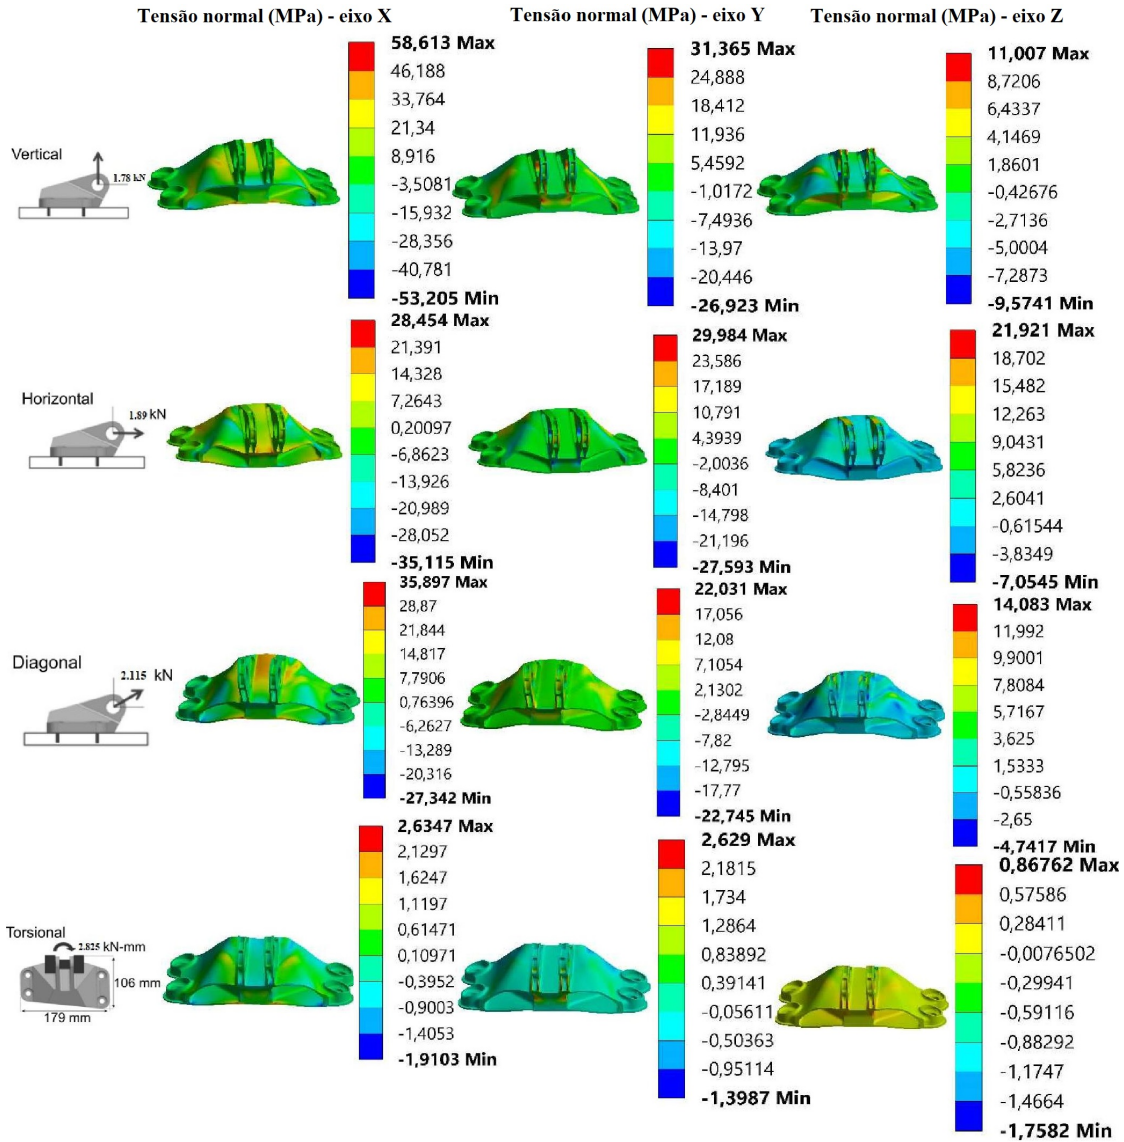 Tensão normal (MPa) - eixo X
Tensão normal (MPa) - eixo Y
Tensão normal (MPa) - eixo Z
Vertical
1.78 kN
58,613 Max
46,188
33,764
21,34
8,916
-3,5081
-15,932
-28,356
-40,781
-53,205 Min
31,365 Max
24,888
18,412
11,936
5,4592
-1,0172
-7,4936
-13,97
-20,446
-26,923 Min
11,007 Max
8,7206
6,4337
4,1469
1,8601
-0,42676
-2,7136
-5,0004
-7,2873
-9,5741 Min
Horizontal
1.89 kN
28,454 Max
21,391
14,328
7,2643
0,20097
-6,8623
-13,926
-20,989
-28,052
-35,115 Min
29,984 Max
23,586
17,189
10,791
4,3939
-2,0036
-8,401
-14,798
-21,196
-27,593 Min
21,921 Max
18,702
15,482
12,263
9,0431
5,8236
2,6041
-0,61544
-3,8349
-7,0545 Min
Diagonal
2.115 kN
35,897 Max
28,87
21,844
14,817
7,7906
0,76396
-6,2627
-13,289
-20,316
-27,342 Min
22,031 Max
17,056
12,08
7,1054
2,1302
-2,8449
-7,82
-12,795
-17,77
-22,745 Min
14,083 Max
11,992
9,9001
7,8084
5,7167
3,625
1,5333
-0,55836
-2,65
-4,7417 Min
Torsional
2.825 kN-mm
106 mm
179 mm
2,6347 Max
2,1297
1,6247
1,1197
0,61471
0,10971
-0,3952
-0,9003
-1,4053
-1,9103 Min
2,629 Max
2,1815
1,734
1,2864
0,83892
0,39141
-0,05611
-0,50363
-0,95114
-1,3987 Min
0,86762 Max
0,57586
0,28411
-0,0076502
-0,29941
-0,59116
-0,88292
-1,1747
-1,4664
-1,7582 Min